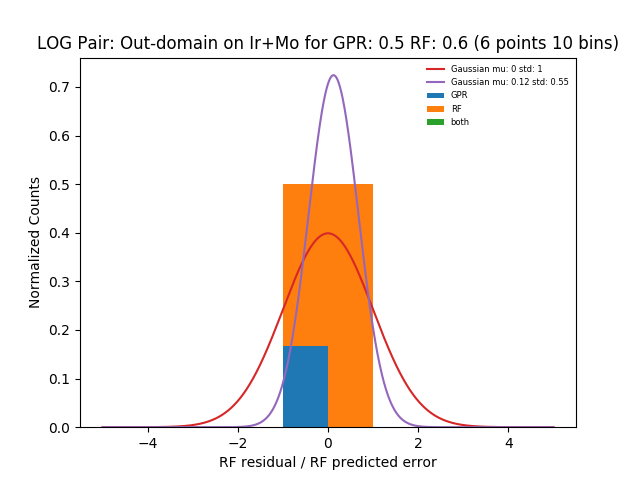 LOG Pair: Out-domain on Ir+Mo for GPR: 0.5 RF: 0.6 (6 points 10 bins)
Gaussian mu: 0 std: 1
Gaussian mu: 0.12 std: 0.55
GPR
RF
both
Normalized Counts
0.7
0.6
0.5
0.4
0.3
0.2
0.1
0.0
−4 −2 0 2 4
RF residual / RF predicted error